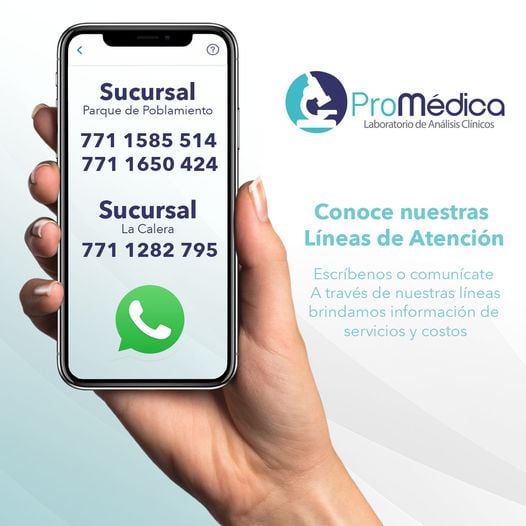 Sucursal
Parque de Poblamiento
771 1585 514
771 1650 424
Sucursal
La Calera
771 1282 795
ProMédica
Laboratorio de Análisis Clínicos
Conoce nuestras
Líneas de Atención
Escríbenos o comunícate
A través de nuestras líneas
brindamos información de
servicios y costos